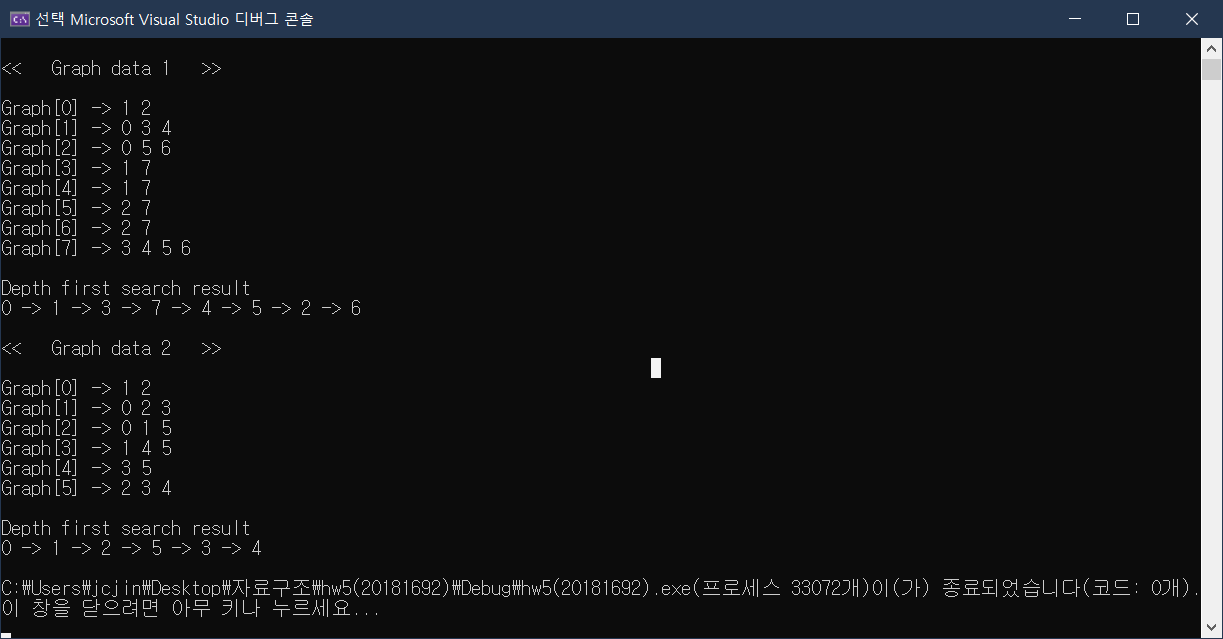 선택 Microsoft Visual Studio 디버그 콘솔
<<   Graph data 1   >>
Graph[0] -> 1 2
Graph[1] -> 0 3 4
Graph[2] -> 0 5 6
Graph[3] -> 1 7
Graph[4] -> 1 7
Graph[5] -> 2 7
Graph[6] -> 2 7
Graph[7] -> 3 4 5 6
Depth first search result
0 -> 1 -> 3 -> 7 -> 4 -> 5 -> 2 -> 6
<<   Graph data 2   >>
Graph[0] -> 1 2
Graph[1] -> 0 2 3
Graph[2] -> 0 1 5
Graph[3] -> 1 4 5
Graph[4] -> 3 5
Graph[5] -> 2 3 4
Depth first search result
0 -> 1 -> 2 -> 5 -> 3 -> 4
C:₩Users₩jcjin₩Desktop₩자료구조₩hw5(20181692)₩Debug₩hw5(20181692).exe(프로세스 33072개)이(가) 종료되었습니다(코드: 0개).
이 창을 닫으려면 아무 키나 누르세요...